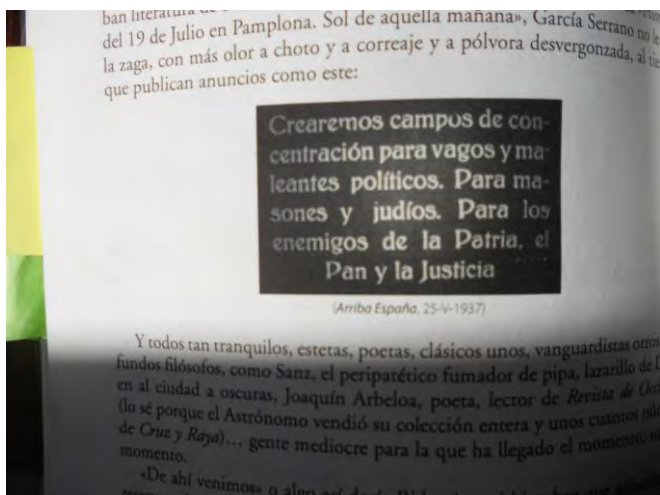 ban literatura de
del 19 de Julio en Pamplona. Sol de aquella mañana», García Serrano no le
la zaga, con más olor a choto y a correaje y a pólvora desvergonzada, al tie
que publican anuncios como este:
Crearemos campos de con-
centración para vagos y ma-
leantes políticos. Para ma-
sones y judíos. Para los
enemigos de la Patria, el
Pan y la Justicia
(Arriba España, 25-V-1937)
Y todos tan tranquilos, estetas, poetas, clásicos unos, vanguardistas otros
fundos filósofos, como Sanz, el peripatético fumador de pipa, lazarillo de
en al ciudad a oscuras, Joaquín Arbeloa, poeta, lector de Revista de Occ
(lo sé porque el Astrónomo vendió su colección entera y unos cuantos
de Cruz y Raya)... gente mediocre para la que ha llegado el momento,
momento.
«De ahí venimos» o algo